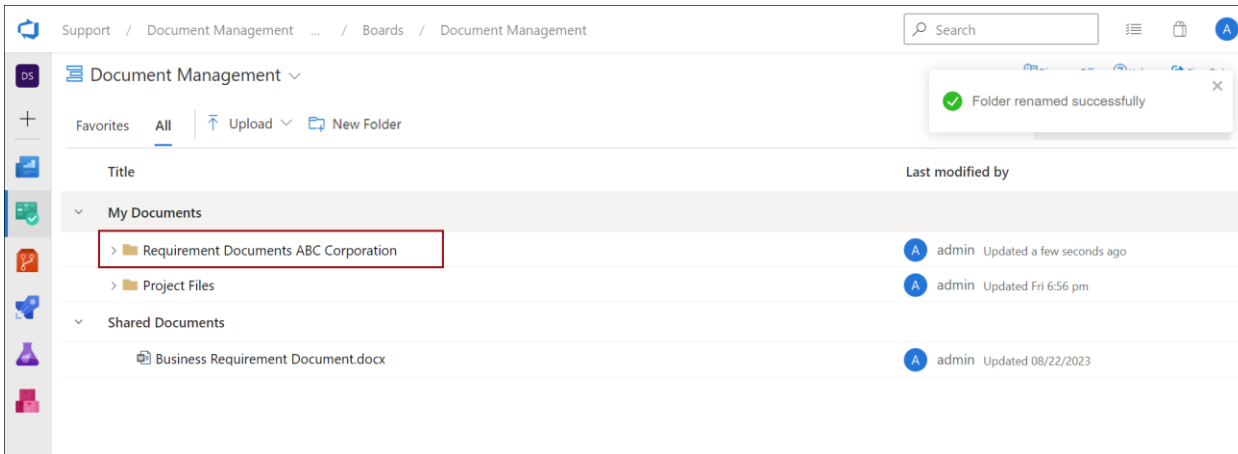 Support / Document Management ... / Boards / Document Management
Search
A
DS
Document Management
Folder renamed successfully
Favorites All Upload New Folder
Title Last modified by
My Documents
Requirement Documents ABC Corporation A admin Updated a few seconds ago
Project Files A admin Updated Fri 6:56 pm
Shared Documents
Business Requirement Document.docx A admin Updated 08/22/2023